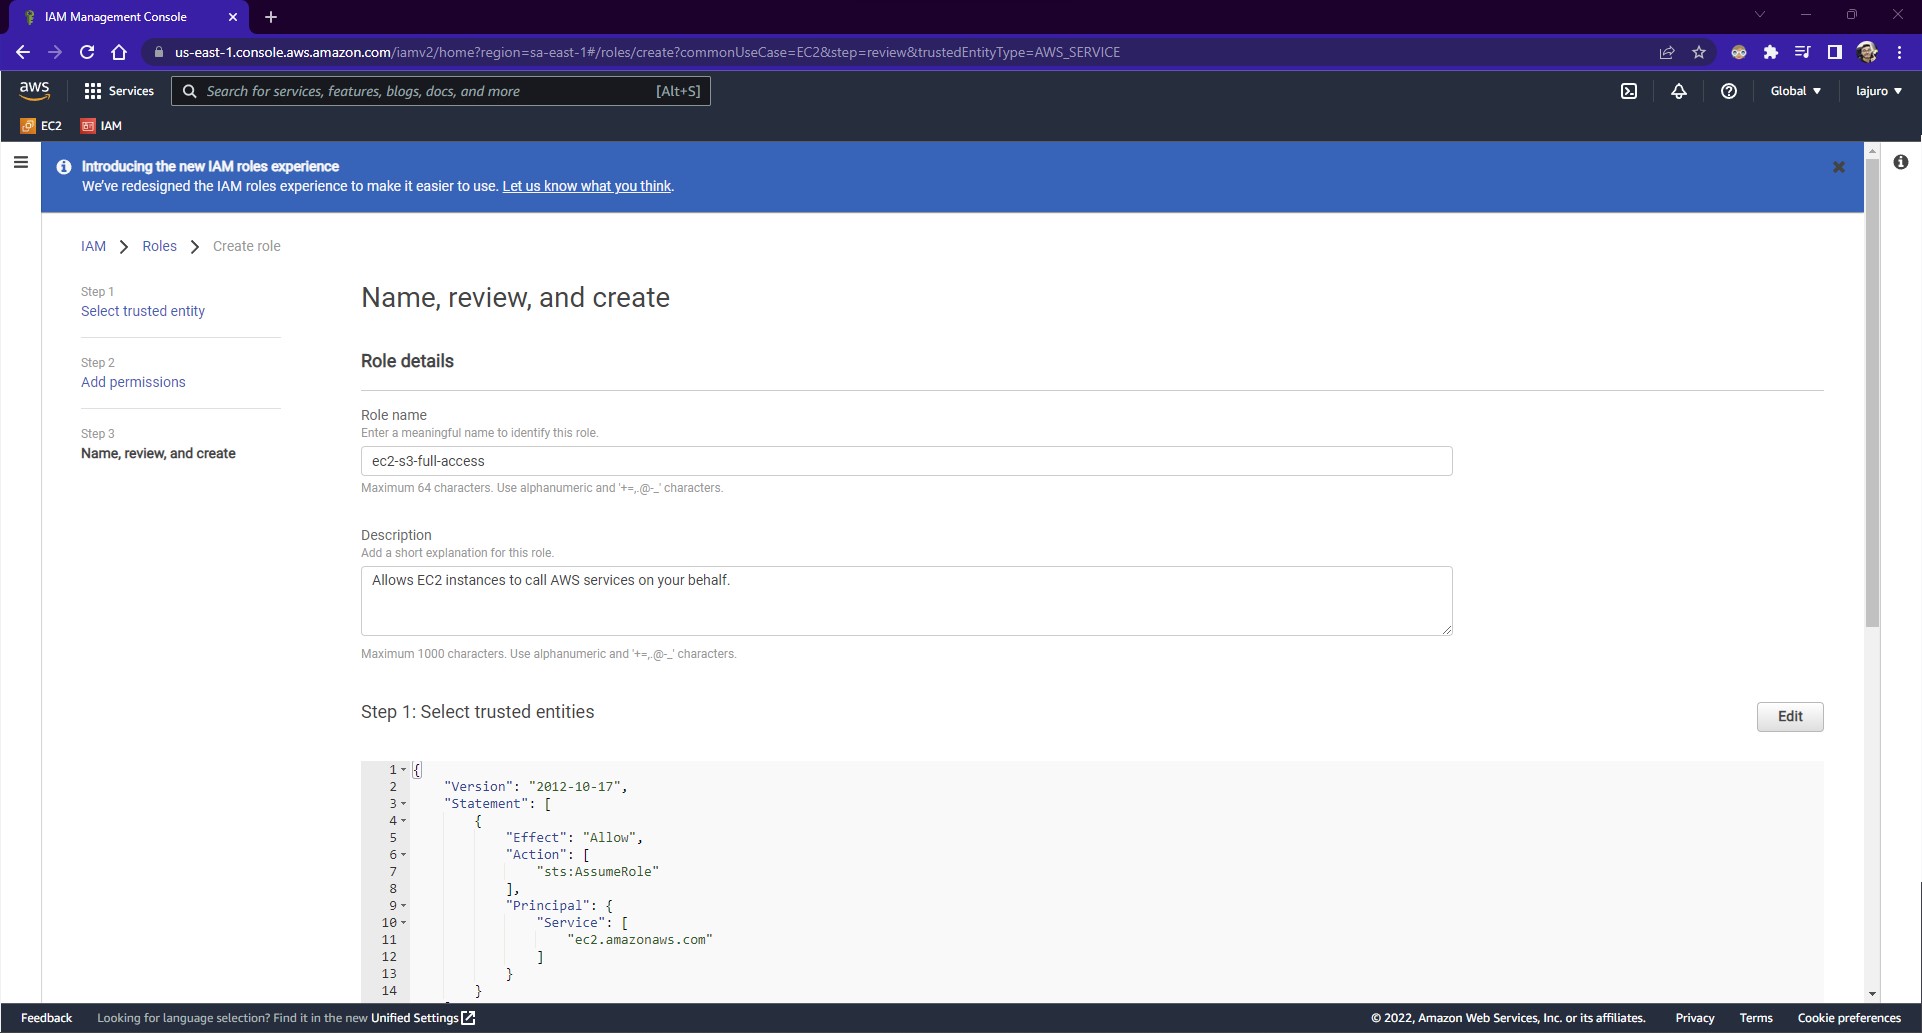 IAM Management Console
us-east-1.console.aws.amazon.com/iamv2/home?region=sa-east-1#/roles/create?commonUseCase=EC2&step=review&trustedEntityType=AWS_SERVICE
aws Services Search for services, features, blogs, docs, and more [Alt+S] Global lajuro
EC2 IAM
Introducing the new IAM roles experience
We've redesigned the IAM roles experience to make it easier to use. Let us know what you think.
IAM Roles Create role
Step 1
Select trusted entity
Step 2
Add permissions
Step 3
Name, review, and create
Name, review, and create
Role details
Role name
Enter a meaningful name to identify this role.
ec2-s3-full-access
Maximum 64 characters. Use alphanumeric and '+=,.@-_' characters.
Description
Add a short explanation for this role.
Allows EC2 instances to call AWS services on your behalf.
Maximum 1000 characters. Use alphanumeric and '+=,.@-_' characters.
Step 1: Select trusted entities
Edit
1 {
2 "Version": "2012-10-17",
3 "Statement": [
4 {
5 "Effect": "Allow",
6 "Action": [
7 "sts:AssumeRole"
8 ],
9 "Principal": {
10 "Service": [
11 "ec2.amazonaws.com"
12 ]
13 }
14 }
Feedback Looking for language selection? Find it in the new Unified Settings © 2022, Amazon Web Services, Inc. or its affiliates. Privacy Terms Cookie preferences